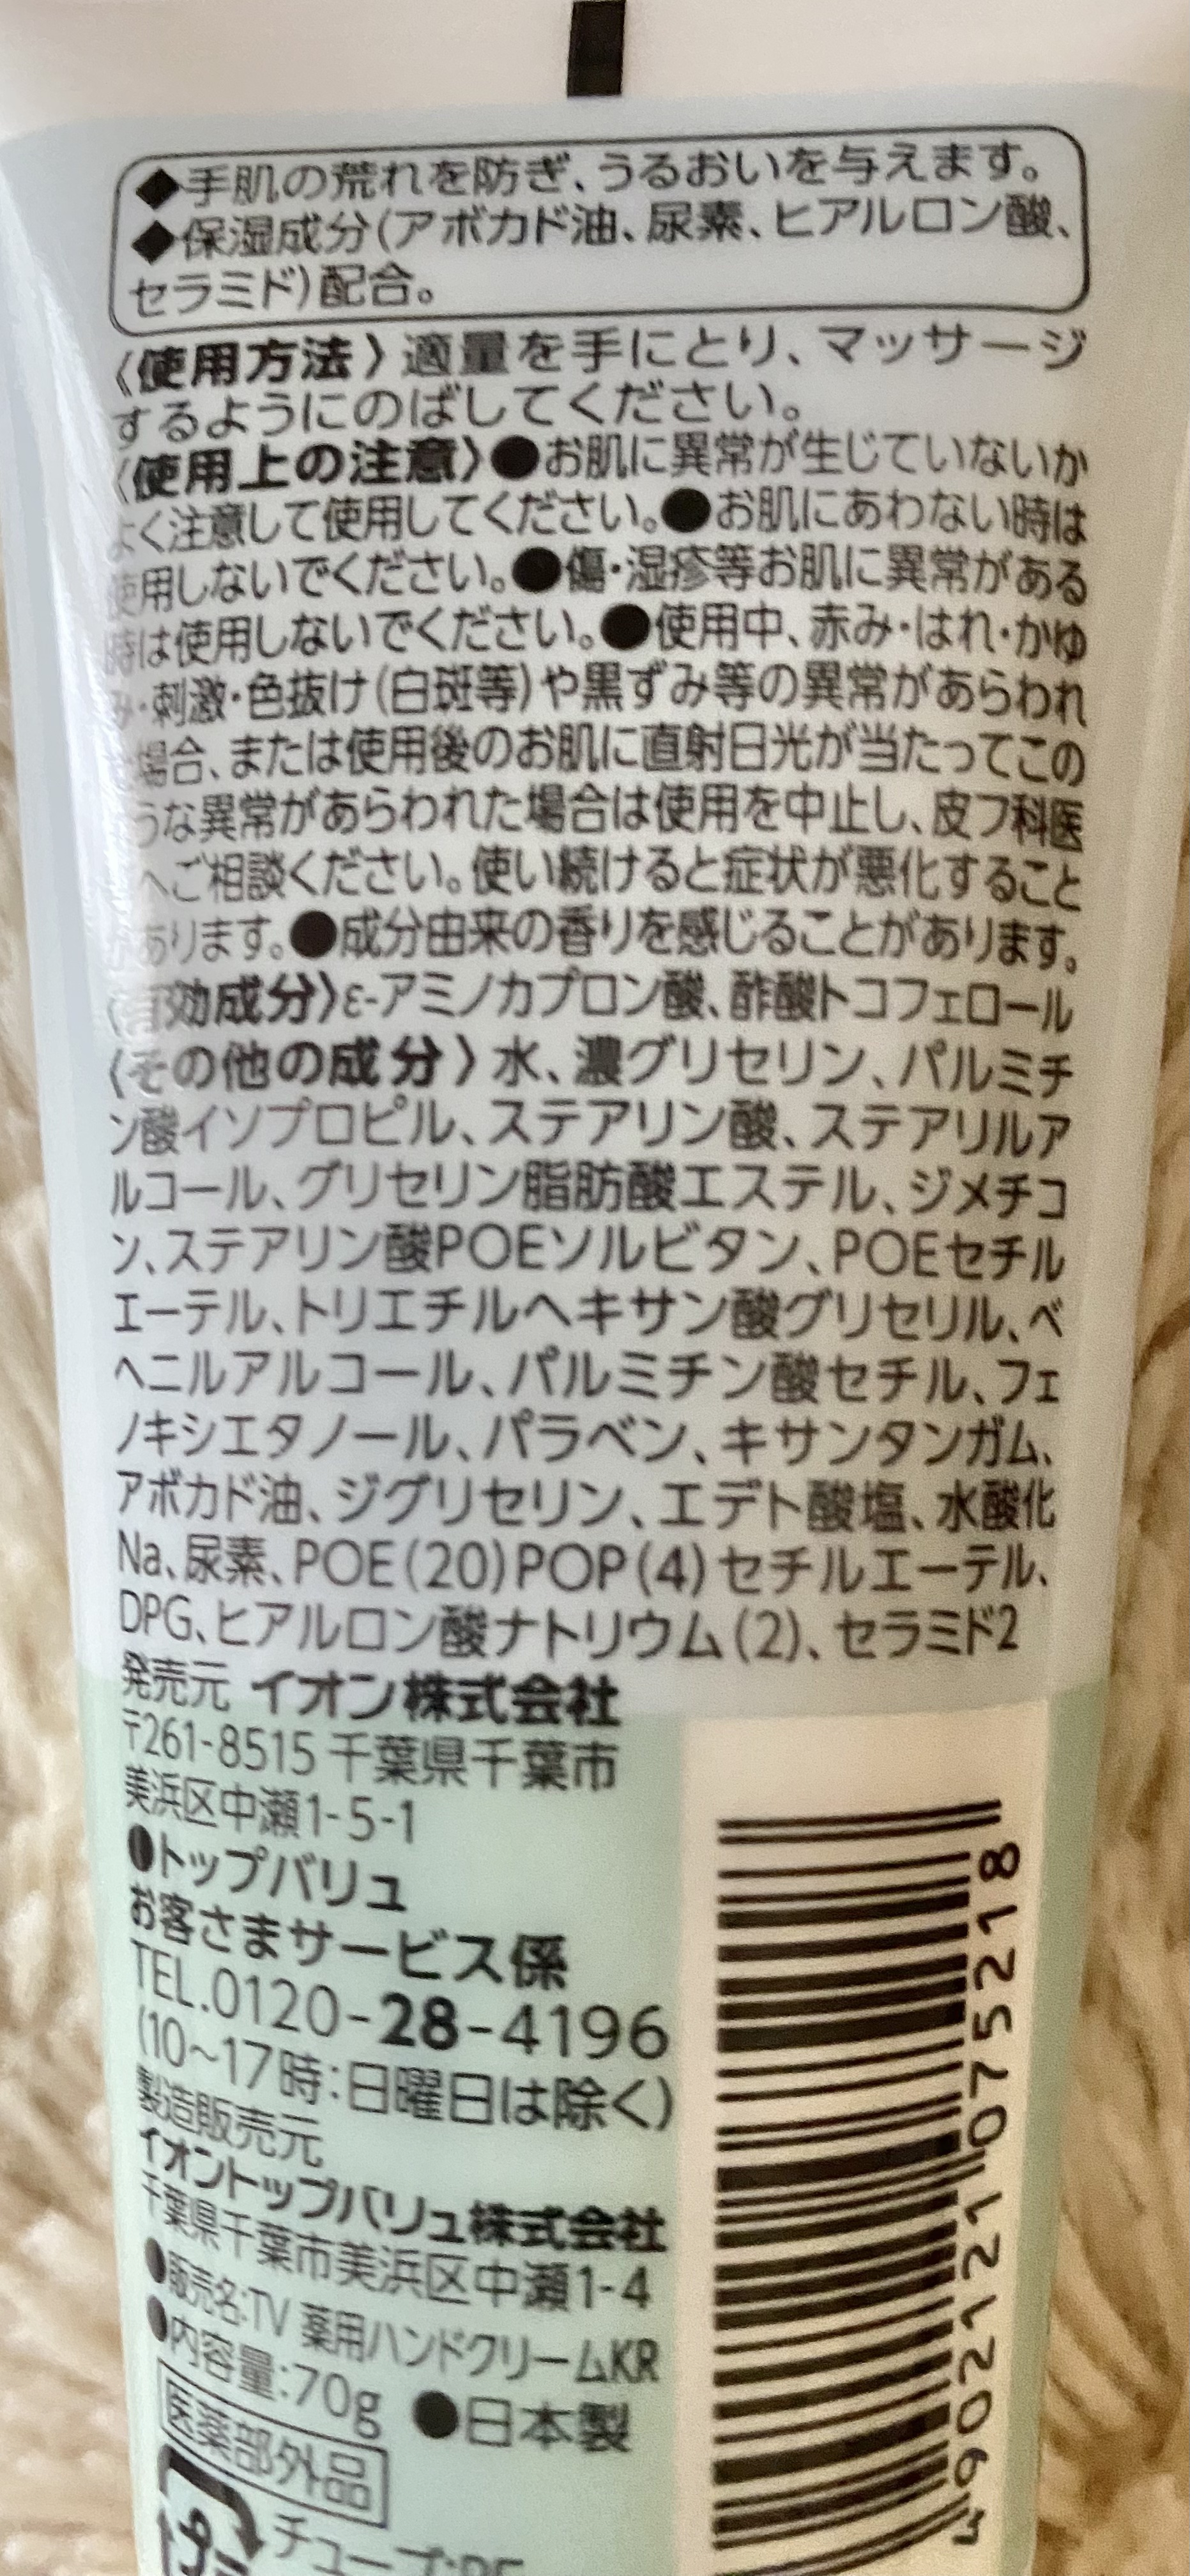 ◆手肌の荒れを防ぎ、うるおいを与えます。
◆保湿成分(アボカド油、尿素、ヒアルロン酸、
セラミド)配合。
〈使用方法〉適量を手にとり、マッサージ
するようにのばしてください。
〈使用上の注意〉●お肌に異常が生じていないか
よく注意して使用してください。●お肌にあわない時は
使用しないでください。●傷・湿疹等お肌に異常がある
時は使用しないでください。●使用中、赤み・はれ・かゆ
み・刺激・色抜け(白斑等)や黒ずみ等の異常があらわれ
場合、または使用後のお肌に直射日光が当たってこの
うな異常があらわれた場合は使用を中止し、皮フ科医
へご相談ください。使い続けると症状が悪化すること
があります。●成分由来の香りを感じることがあります。
〈有効成分〉ε-アミノカプロン酸、酢酸トコフェロール
〈その他の成分〉水、濃グリセリン、パルミチ
ン酸イソプロピル、ステアリン酸、ステアリルア
ルコール、グリセリン脂肪酸エステル、ジメチコ
ン、ステアリン酸POEソルビタン、POEセチル
エーテル、トリエチルヘキサン酸グリセリル、ベ
ヘニルアルコール、パルミチン酸セチル、フェ
ノキシエタノール、パラベン、キサンタンガム、
アボカド油、ジグリセリン、エデト酸塩、水酸化
Na、尿素、POE(20)POP(4)セチルエーテル、
DPG、ヒアルロン酸ナトリウム(2)、セラミド2
発売元 イオン株式会社
〒261-8515 千葉県千葉市
美浜区中瀬1-5-1
●トップバリュ
お客さまサービス係
TEL.0120-28-4196
(10~17時:日曜日は除く)
製造販売元
イオントップバリュ株式会社
千葉県千葉市美浜区中瀬1-4
●販売名:TV 薬用ハンドクリームKR
●内容量:70g ●日本製
医薬部外品
チューブ:PE
4902121075218